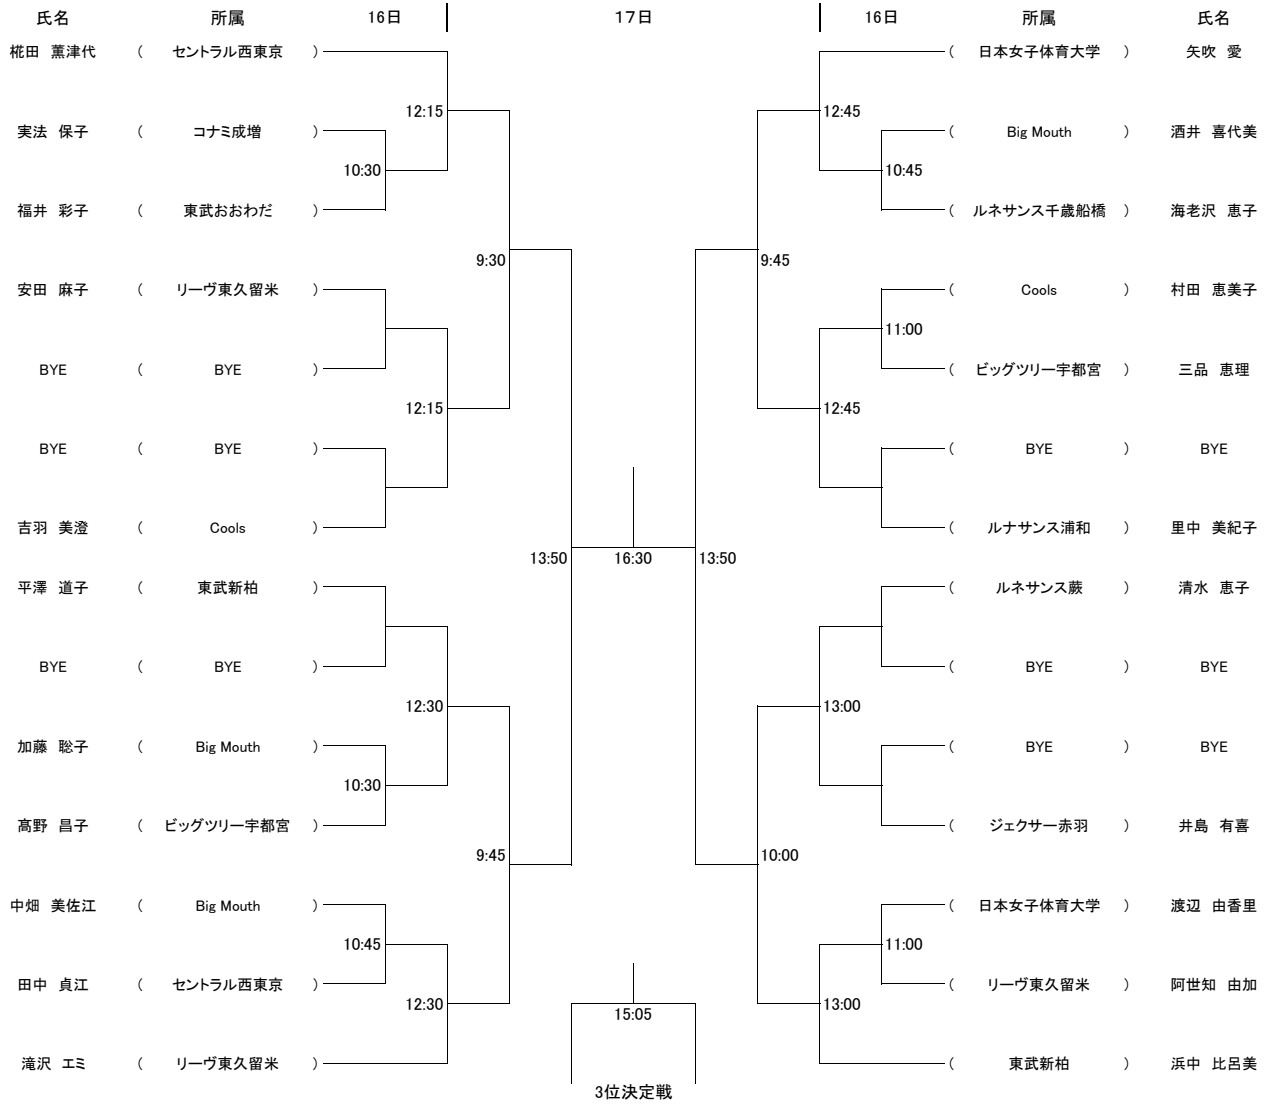 氏名 所属 16日 17日 16日 所属 氏名
椛田 薫津代 ( セントラル西東京 ) ( 日本女子体育大学 ) 矢吹 愛
12:15 12:45
実法 保子 ( コナミ成増 ) ( Big Mouth ) 酒井 喜代美
10:30 10:45
福井 彩子 ( 東武おおわだ ) ( ルネサンス千歳船橋 ) 海老沢 恵子
9:30 9:45
安田 麻子 ( リーヴ東久留米 ) ( Cools ) 村田 恵美子
11:00
BYE ( BYE ) ( ビッグツリー宇都宮 ) 三品 恵理
12:15 12:45
BYE ( BYE ) ( BYE ) BYE
吉羽 美澄 ( Cools ) ( ルナサンス浦和 ) 里中 美紀子
13:50 16:30 13:50
平澤 道子 ( 東武新柏 ) ( ルネサンス蕨 ) 清水 恵子
BYE ( BYE ) ( BYE ) BYE
12:30 13:00
加藤 聡子 ( Big Mouth ) ( BYE ) BYE
10:30
髙野 昌子 ( ビッグツリー宇都宮 ) ( ジェクサー赤羽 ) 井島 有喜
9:45 10:00
中畑 美佐江 ( Big Mouth ) ( 日本女子体育大学 ) 渡辺 由香里
10:45 11:00
田中 貞江 ( セントラル西東京 ) ( リーヴ東久留米 ) 阿世知 由加
12:30 15:05 13:00
滝沢 エミ ( リーヴ東久留米 ) ( 東武新柏 ) 浜中 比呂美
3位決定戦